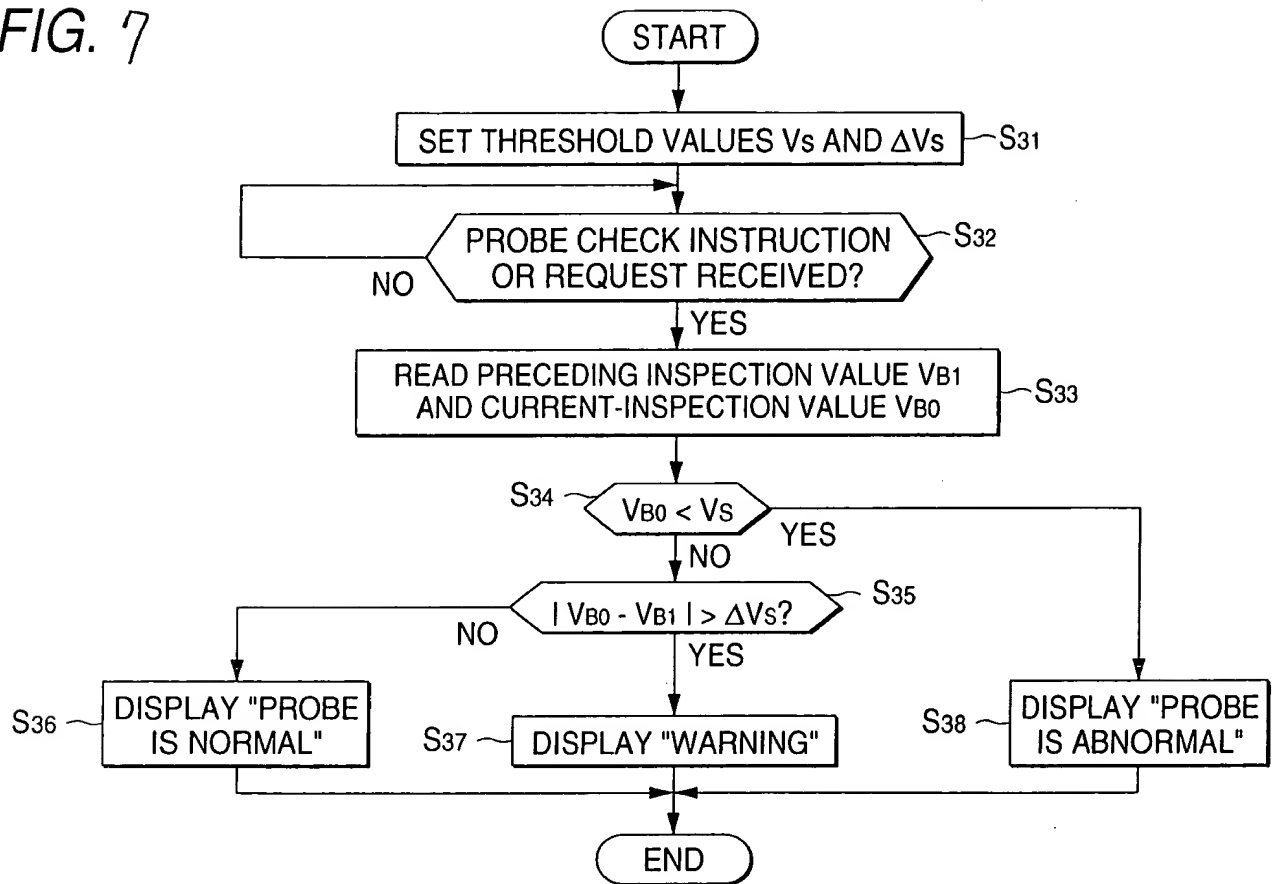 FIG. 7
START
SET THRESHOLD VALUES Vs AND ΔVs
S31
PROBE CHECK INSTRUCTION
OR REQUEST RECEIVED?
S32
NO
YES
READ PRECEDING INSPECTION VALUE VB1
AND CURRENT-INSPECTION VALUE VB0
S33
S34
VB0 < VS
YES
NO
| VB0 - VB1 | > ΔVS?
S35
NO
YES
S36
DISPLAY "PROBE
IS NORMAL"
S37
DISPLAY "WARNING"
S38
DISPLAY "PROBE
IS ABNORMAL"
END